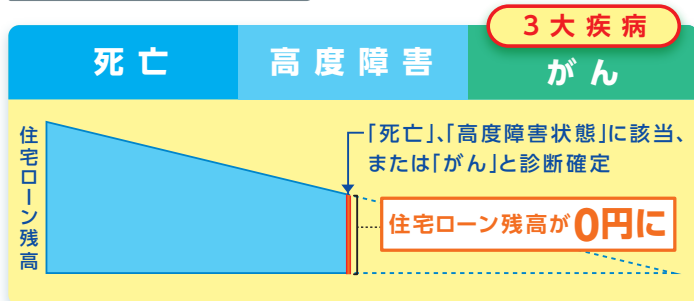 3大疾病
死亡
高度障害
がん
住宅ローン残高
「死亡」、「高度障害状態」に該当、
または「がん」と診断確定
住宅ローン残高が0円に